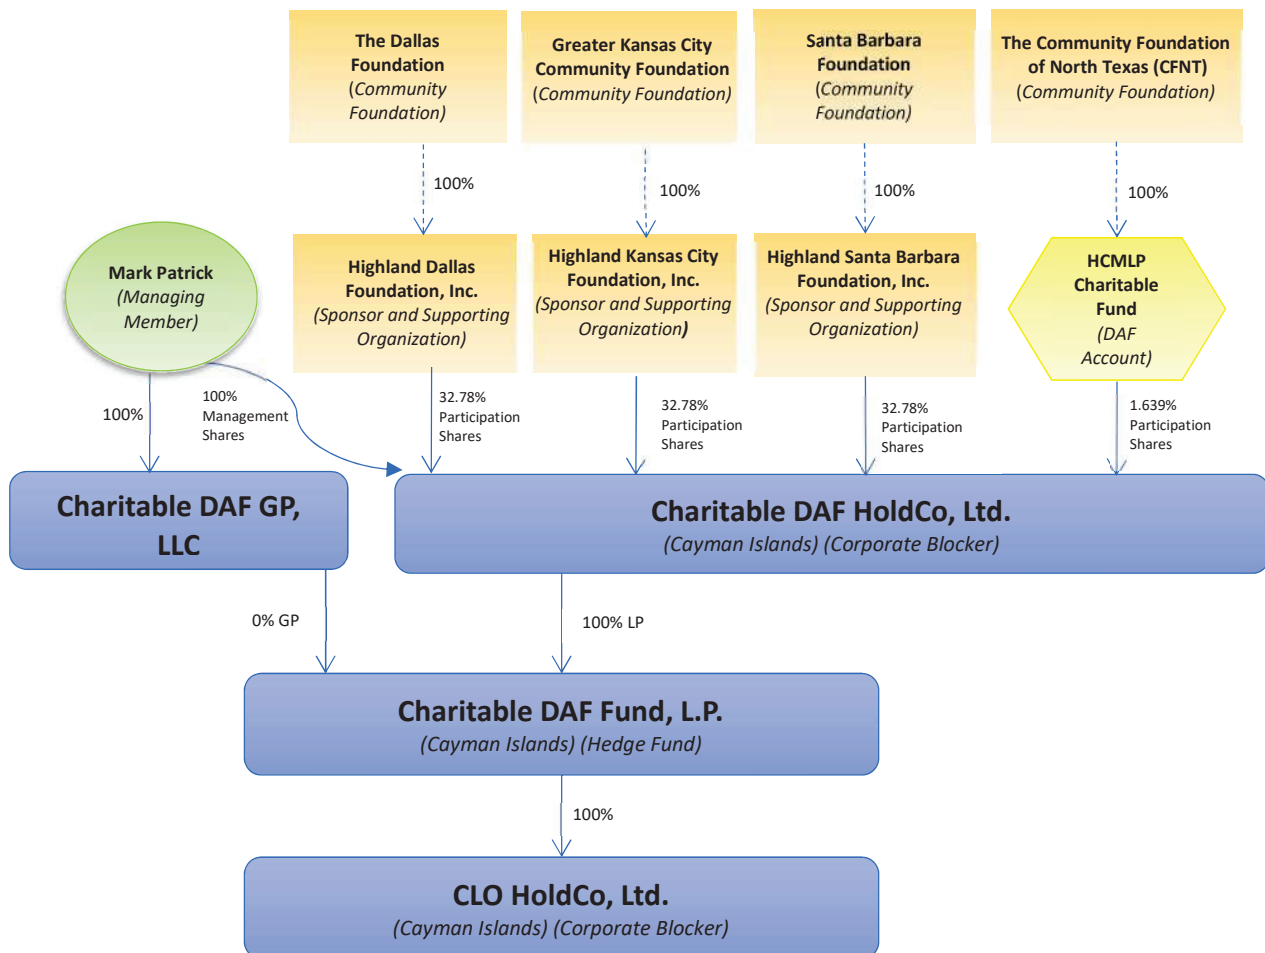 The Dallas
Foundation
(Community
Foundation)
Greater Kansas City
Community Foundation
(Community Foundation)
Santa Barbara
Foundation
(Community
Foundation)
The Community Foundation
of North Texas (CFNT)
(Community Foundation)
100%
100%
100%
100%
Mark Patrick
(Managing
Member)
Highland Dallas
Foundation, Inc.
(Sponsor and Supporting
Organization)
Highland Kansas City
Foundation, Inc.
(Sponsor and Supporting
Organization)
Highland Santa Barbara
Foundation, Inc.
(Sponsor and Supporting
Organization)
HCMLP
Charitable
Fund
(DAF
Account)
100%
100%
Management
Shares
32.78%
Participation
Shares
32.78%
Participation
Shares
32.78%
Participation
Shares
1.639%
Participation
Shares
Charitable DAF GP,
LLC
Charitable DAF HoldCo, Ltd.
(Cayman Islands) (Corporate Blocker)
0% GP
100% LP
Charitable DAF Fund, L.P.
(Cayman Islands) (Hedge Fund)
100%
CLO HoldCo, Ltd.
(Cayman Islands) (Corporate Blocker)